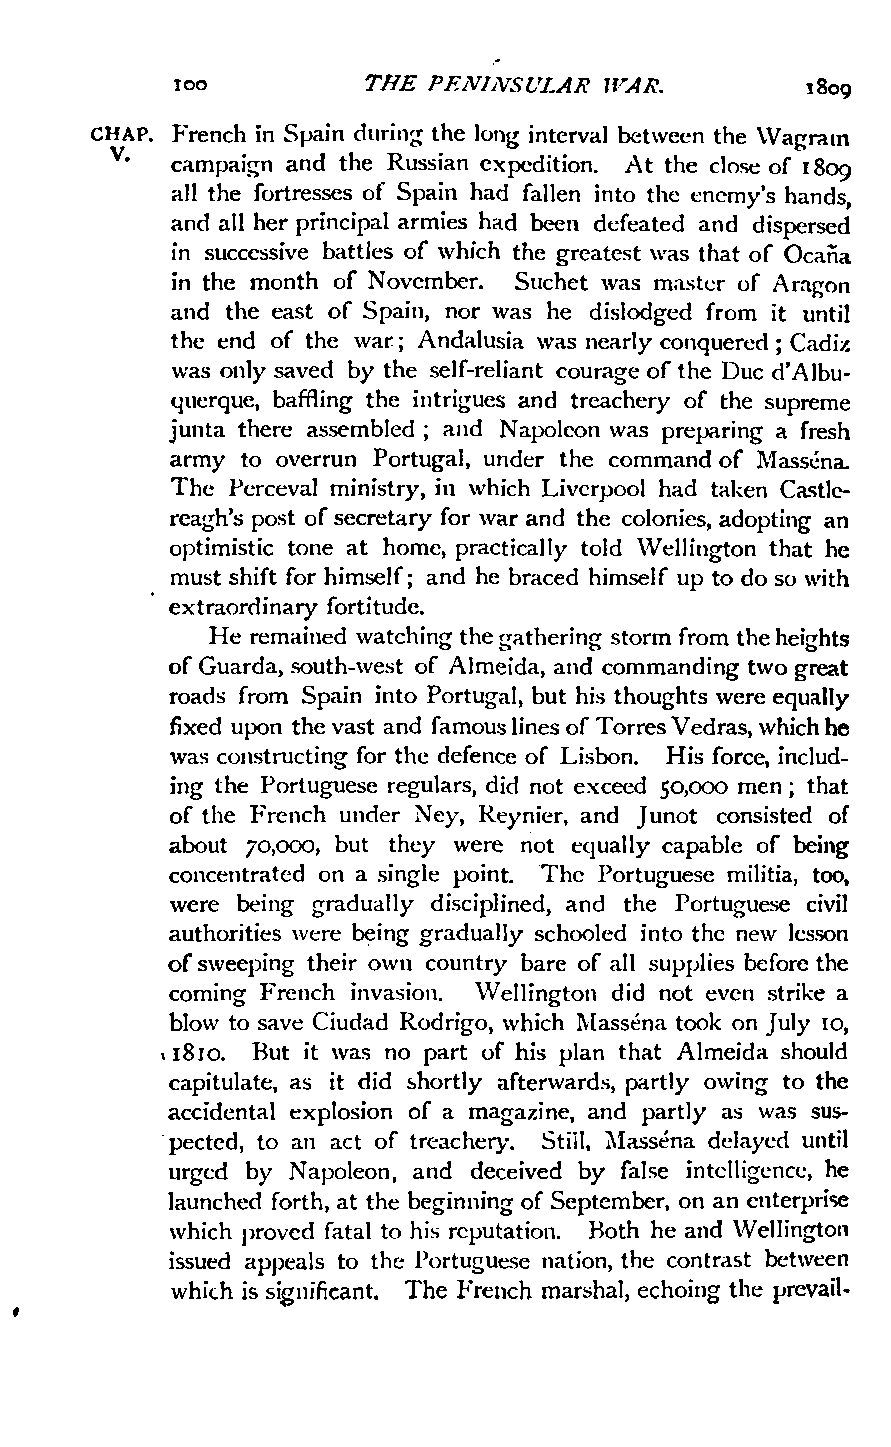 100 THE PENINSULAR WAR. 1809
CHAP. French in Spain during the long interval between the Wagram
V. campaign and the Russian expedition. At the close of 1809
all the fortresses of Spain had fallen into the enemy's hands,
and all her principal armies had been defeated and dispersed
in successive battles of which the greatest was that of Ocaña
in the month of November. Suchet was master of Aragon
and the east of Spain, nor was he dislodged from it until
the end of the war; Andalusia was nearly conquered; Cadiz
was only saved by the self-reliant courage of the Duc d'Albu-
querque, baffling the intrigues and treachery of the supreme
junta there assembled; and Napoleon was preparing a fresh
army to overrun Portugal, under the command of Masséna.
The Perceval ministry, in which Liverpool had taken Castle-
reagh's post of secretary for war and the colonies, adopting an
optimistic tone at home, practically told Wellington that he
must shift for himself; and he braced himself up to do so with
extraordinary fortitude.
He remained watching the gathering storm from the heights
of Guarda, south-west of Almeida, and commanding two great
roads from Spain into Portugal, but his thoughts were equally
fixed upon the vast and famous lines of Torres Vedras, which he
was constructing for the defence of Lisbon. His force, includ-
ing the Portuguese regulars, did not exceed 50,000 men; that
of the French under Ney, Reynier, and Junot consisted of
about 70,000, but they were not equally capable of being
concentrated on a single point. The Portuguese militia, too,
were being gradually disciplined, and the Portuguese civil
authorities were being gradually schooled into the new lesson
of sweeping their own country bare of all supplies before the
coming French invasion. Wellington did not even strike a
blow to save Ciudad Rodrigo, which Masséna took on July 10,
1810. But it was no part of his plan that Almeida should
capitulate, as it did shortly afterwards, partly owing to the
accidental explosion of a magazine, and partly as was sus-
pected, to an act of treachery. Still, Masséna delayed until
urged by Napoleon, and deceived by false intelligence, he
launched forth, at the beginning of September, on an enterprise
which proved fatal to his reputation. Both he and Wellington
issued appeals to the Portuguese nation, the contrast between
which is significant. The French marshal, echoing the prevail-